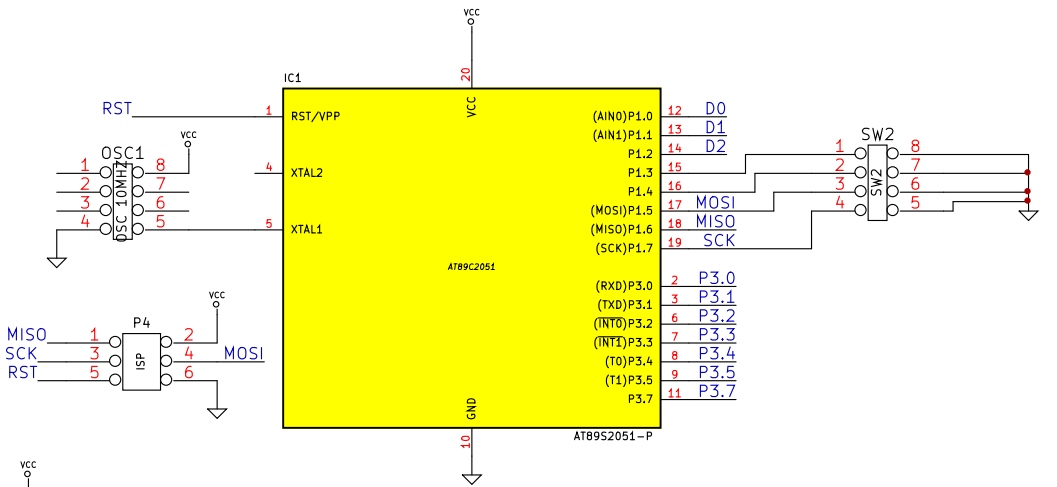 VCC
IC1
20
VCC
RST 1 RST/VPP
(AIN0)P1.0 12 D0
(AIN1)P1.1 13 D1
P1.2 14 D2
P1.3 15
P1.4 16
(MOSI)P1.5 17 MOSI
(MISO)P1.6 18 MISO
(SCK)P1.7 19 SCK
4 XTAL2
5 XTAL1
VCC
OSC1
OSC 10MHZ
1 8
2 7
3 6
4 5
SW2
SW2
1 8
2 7
3 6
4 5
AT89C2051
(RXD)P3.0 2 P3.0
(TXD)P3.1 3 P3.1
(INT0)P3.2 6 P3.2
(INT1)P3.3 7 P3.3
(T0)P3.4 8 P3.4
(T1)P3.5 9 P3.5
P3.7 11 P3.7
VCC
P4
ISP
MISO 1 2
SCK 3 4 MOSI
RST 5 6
GND
10
AT89S2051-P
VCC